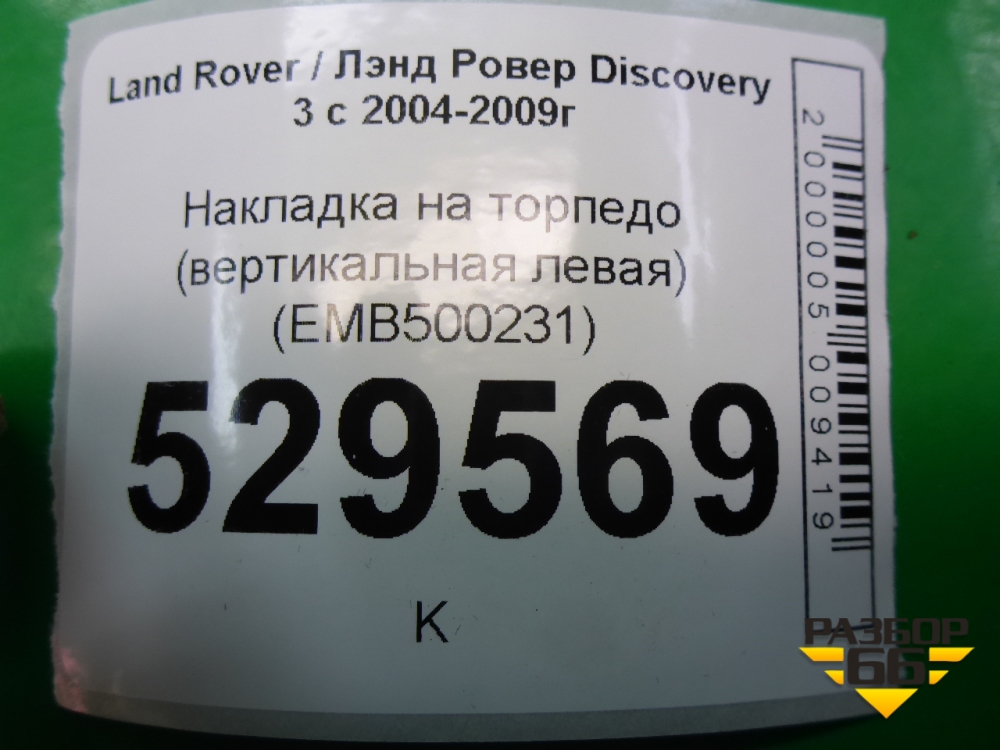 Land Rover / Лэнд Ровер Discovery
3 с 2004-2009г
Накладка на торпедо
(вертикальная левая)
(EMB500231)
529569
К
2000005009419
РАЗБОР
66